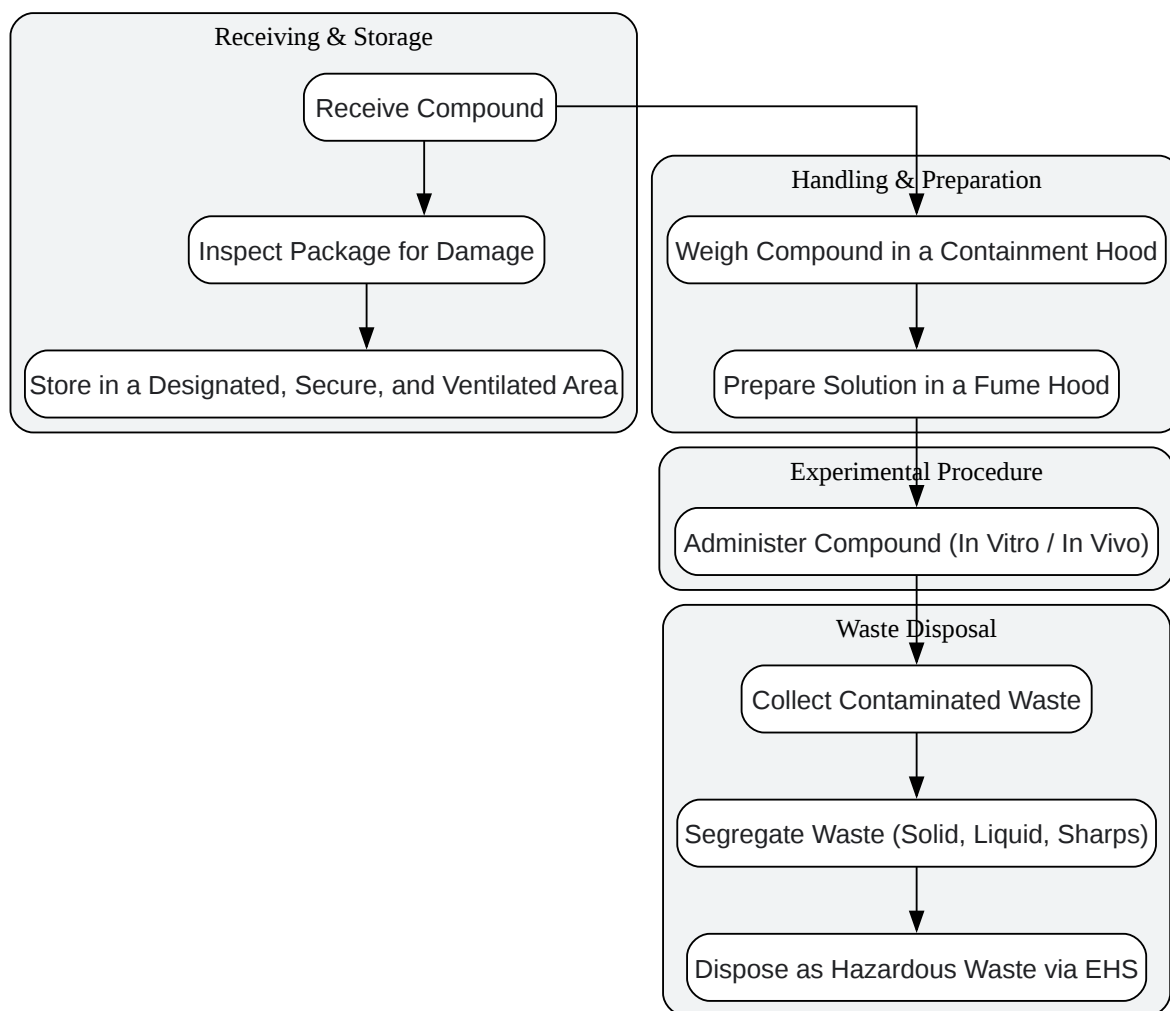 Receiving & Storage
Receive Compound
Inspect Package for Damage
Store in a Designated, Secure, and Ventilated Area
Handling & Preparation
Weigh Compound in a Containment Hood
Prepare Solution in a Fume Hood
Experimental Procedure
Administer Compound (In Vitro / In Vivo)
Waste Disposal
Collect Contaminated Waste
Segregate Waste (Solid, Liquid, Sharps)
Dispose as Hazardous Waste via EHS